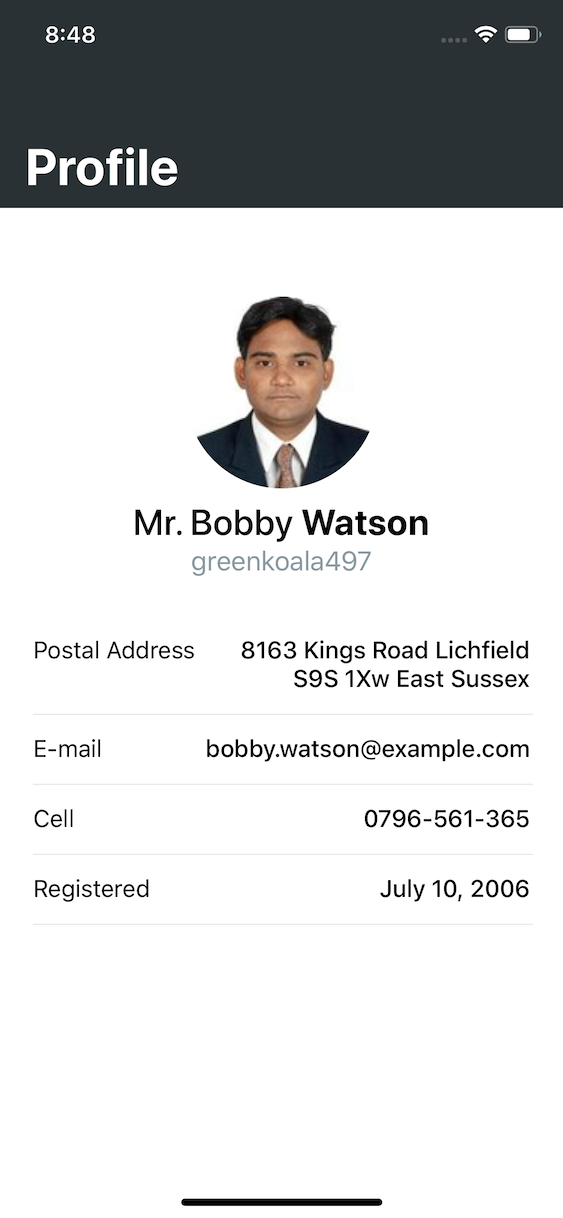 8:48
Profile
Mr. Bobby Watson
greenkoala497
Postal Address 8163 Kings Road Lichfield
S9S 1Xw East Sussex
E-mail bobby.watson@example.com
Cell 0796-561-365
Registered July 10, 2006